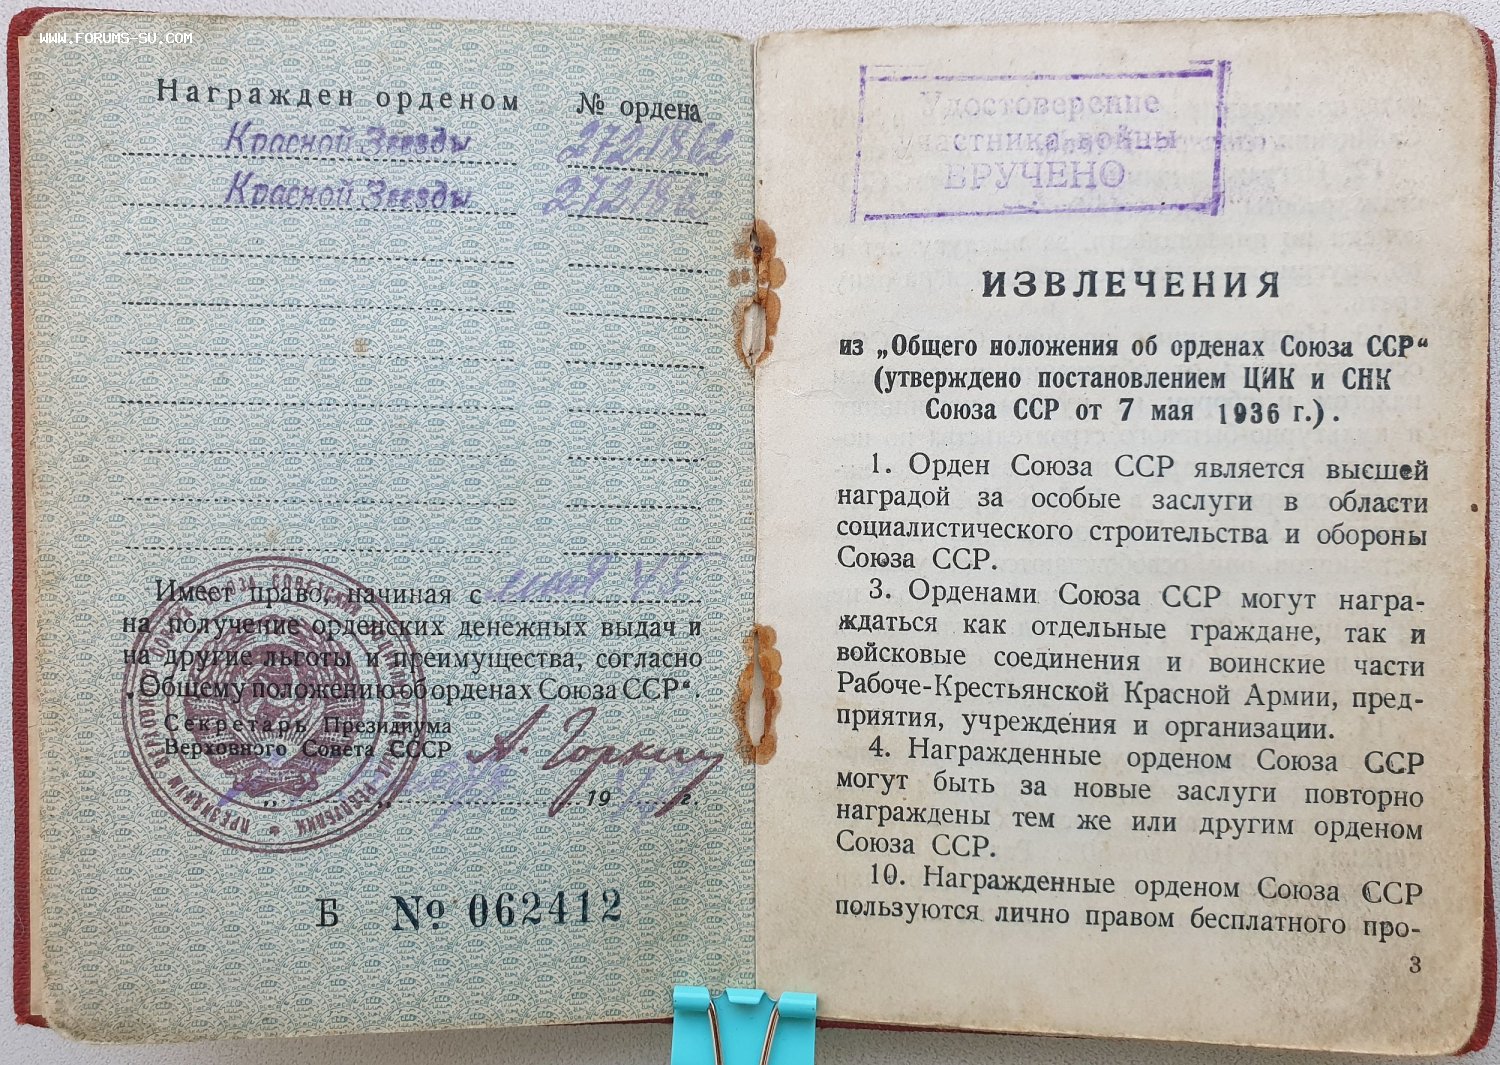 www.forums-su.com
Награжден орденом № ордена
Красной Звезды 2721862
Красной Звезды
Имеет право, начиная с июня 43
на получение орденских денежных выдач и
на другие льготы и преимущества, согласно
„Общему положению об орденах Союза ССР“.
Секретарь Президиума
Верховного Совета СССР А. Горкин
19 г.
Б № 062412
Удостоверение
участника войны
ВРУЧЕНО
ИЗВЛЕЧЕНИЯ
из „Общего положения об орденах Союза ССР“
(утверждено постановлением ЦИК и СНК
Союза ССР от 7 мая 1936 г.).
1. Орден Союза ССР является высшей
наградой за особые заслуги в области
социалистического строительства и обороны
Союза ССР.
3. Орденами Союза ССР могут награ-
ждаться как отдельные граждане, так и
войсковые соединения и воинские части
Рабоче-Крестьянской Красной Армии, пред-
приятия, учреждения и организации.
4. Награжденные орденом Союза ССР
могут быть за новые заслуги повторно
награждены тем же или другим орденом
Союза ССР.
10. Награжденные орденом Союза ССР
пользуются лично правом бесплатного про-
3